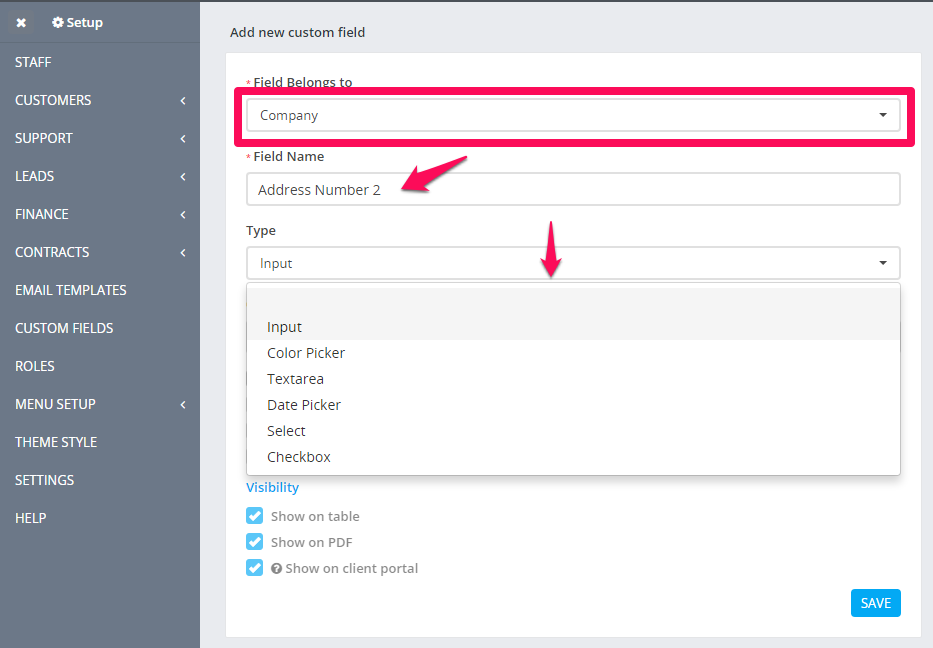 Setup
STAFF
CUSTOMERS
SUPPORT
LEADS
FINANCE
CONTRACTS
EMAIL TEMPLATES
CUSTOM FIELDS
ROLES
MENU SETUP
THEME STYLE
SETTINGS
HELP
Add new custom field
* Field Belongs to
Company
* Field Name
Address Number 2
Type
Input
Input
Color Picker
Textarea
Date Picker
Select
Checkbox
Visibility
Show on table
Show on PDF
Show on client portal
SAVE